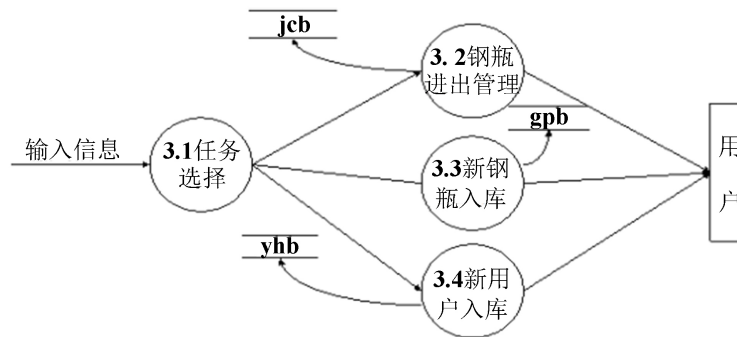 jcb
3. 2钢瓶
进出管理
gpb
输入信息
3.1任务
选择
3.3新钢
瓶入库
用
户
yhb
3.4新用
户入库